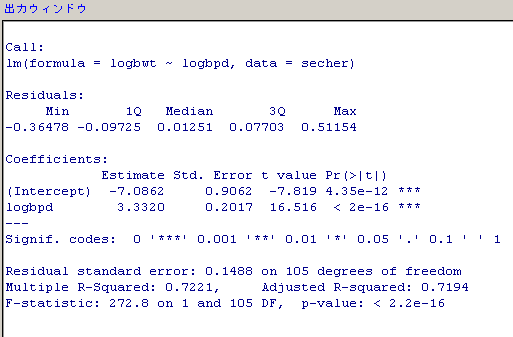 出力ウィンドウ
Call:
lm(formula = logbwt ~ logbpd, data = secher)
Residuals:
     Min       1Q   Median       3Q      Max
-0.36478 -0.09725  0.01251  0.07703  0.51154
Coefficients:
            Estimate Std. Error t value Pr(>|t|)
(Intercept)  -7.0862     0.9062  -7.819 4.35e-12 ***
logbpd        3.3320     0.2017  16.516  < 2e-16 ***
---
Signif. codes:  0 '***' 0.001 '**' 0.01 '*' 0.05 '.' 0.1 ' ' 1
Residual standard error: 0.1488 on 105 degrees of freedom
Multiple R-Squared: 0.7221,     Adjusted R-squared: 0.7194
F-statistic: 272.8 on 1 and 105 DF,  p-value: < 2.2e-16